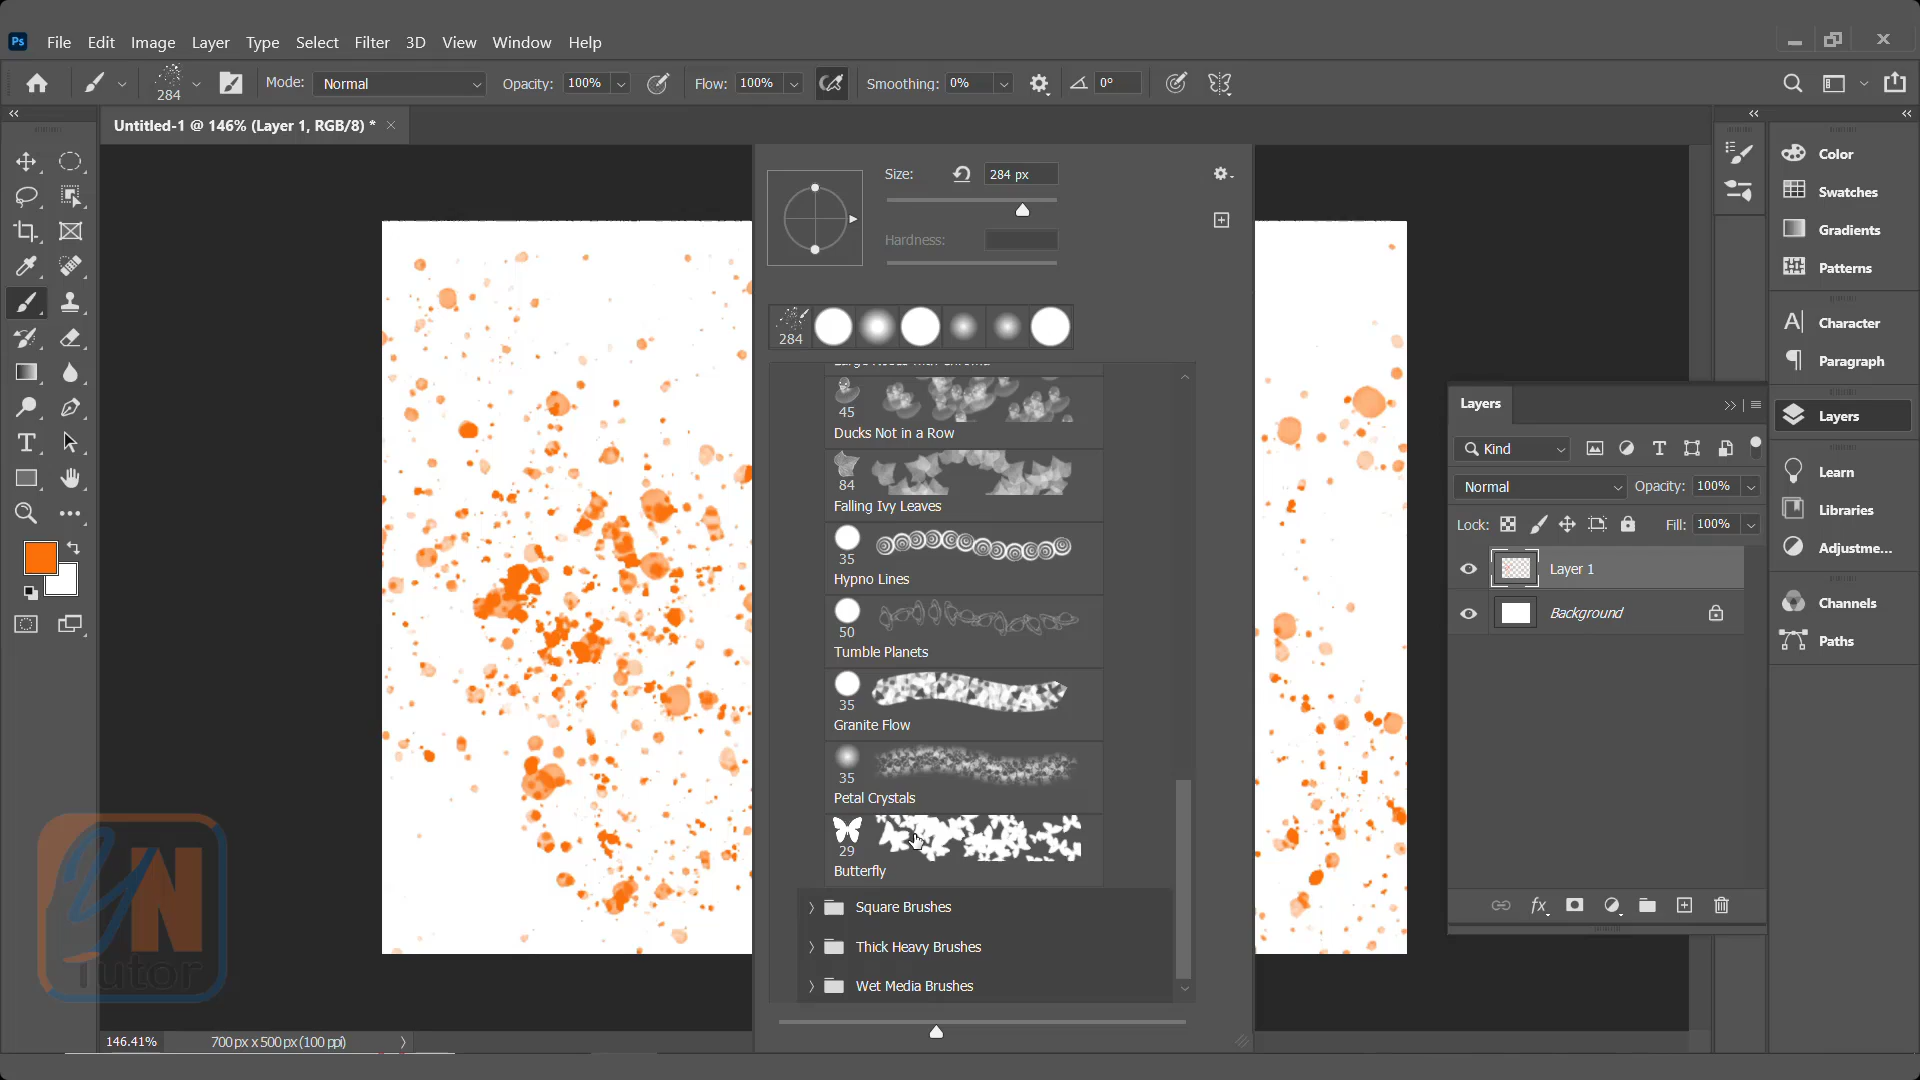 Ps File Edit Image Layer Type Select Filter 3D View Window Help
284 Mode: Normal Opacity: 100% Flow: 100% Smoothing: 0% 0°
Untitled-1 @ 146% (Layer 1, RGB/8) *
Size: 284 px
Hardness:
284
45
Ducks Not in a Row
84
Falling Ivy Leaves
35
Hypno Lines
50
Tumble Planets
35
Granite Flow
35
Petal Crystals
29
Butterfly
Square Brushes
Thick Heavy Brushes
Wet Media Brushes
Layers
Kind
Normal Opacity: 100%
Lock: Fill: 100%
Layer 1
Background
fx
Color
Swatches
Gradients
Patterns
Character
Paragraph
Layers
Learn
Libraries
Adjustme...
Channels
Paths
YN
Tutor
146.41% 700 px x 500 px (100 ppi)